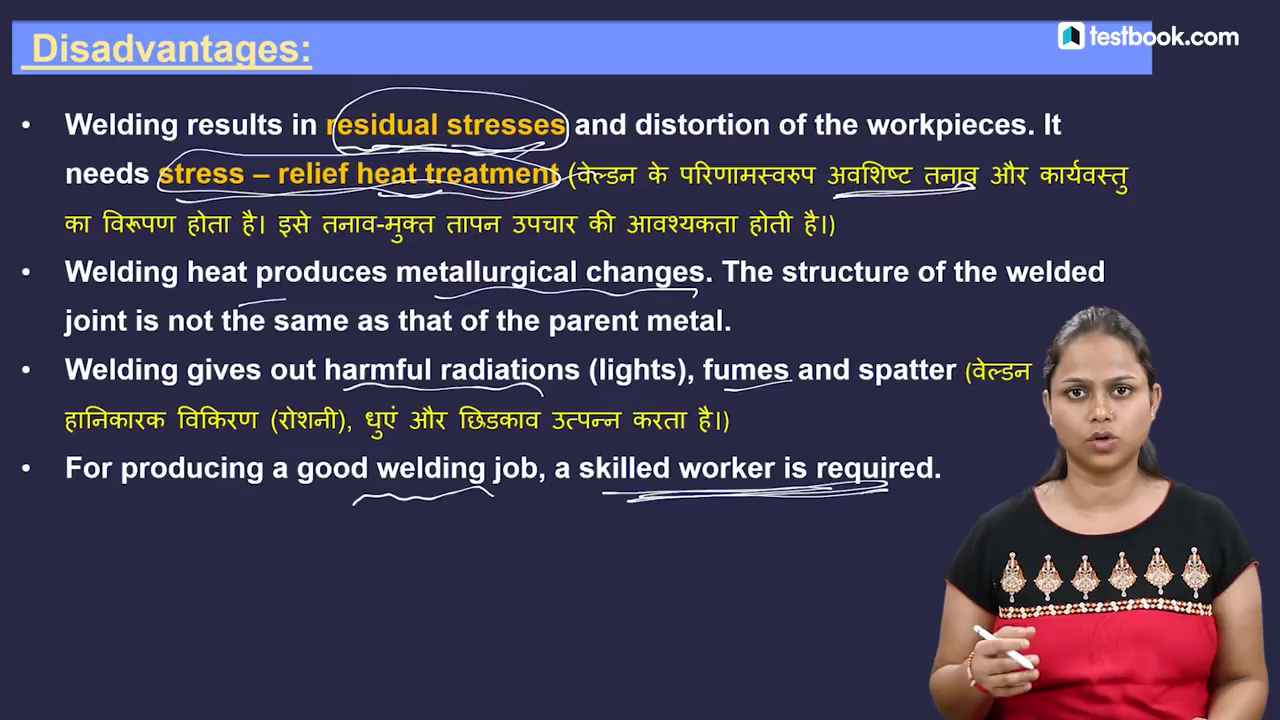 Disadvantages:
testbook.com
• Welding results in residual stresses and distortion of the workpieces. It
needs stress – relief heat treatment (वेल्डन के परिणामस्वरुप अवशिष्ट तनाव और कार्यवस्तु
का विरूपण होता है। इसे तनाव-मुक्त तापन उपचार की आवश्यकता होती है।)
• Welding heat produces metallurgical changes. The structure of the welded
joint is not the same as that of the parent metal.
• Welding gives out harmful radiations (lights), fumes and spatter (वेल्डन
हानिकारक विकिरण (रोशनी), धुएं और छिडकाव उत्पन्न करता है।)
• For producing a good welding job, a skilled worker is required.